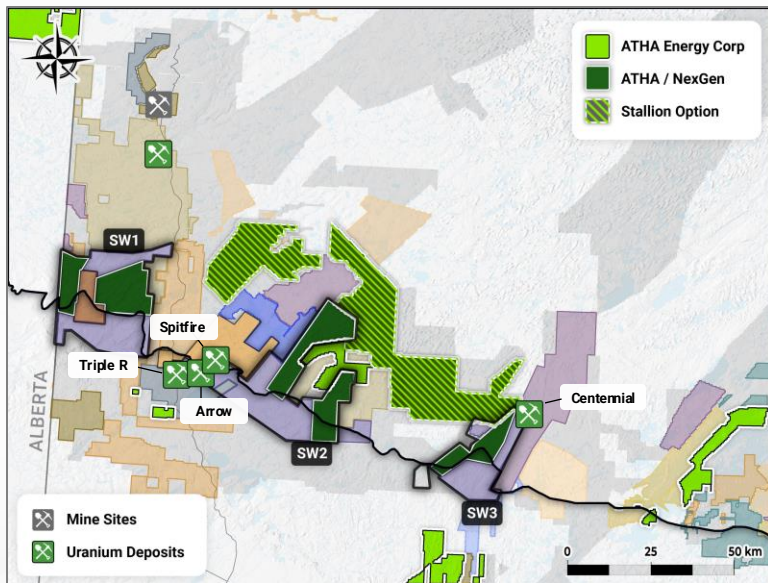 ATHA Energy Corp
ATHA / NexGen
Stallion Option
SW1
Spitfire
Triple R
Arrow
Centennial
ALBERTA
SW2
SW3
Mine Sites
Uranium Deposits
0 25 50 km